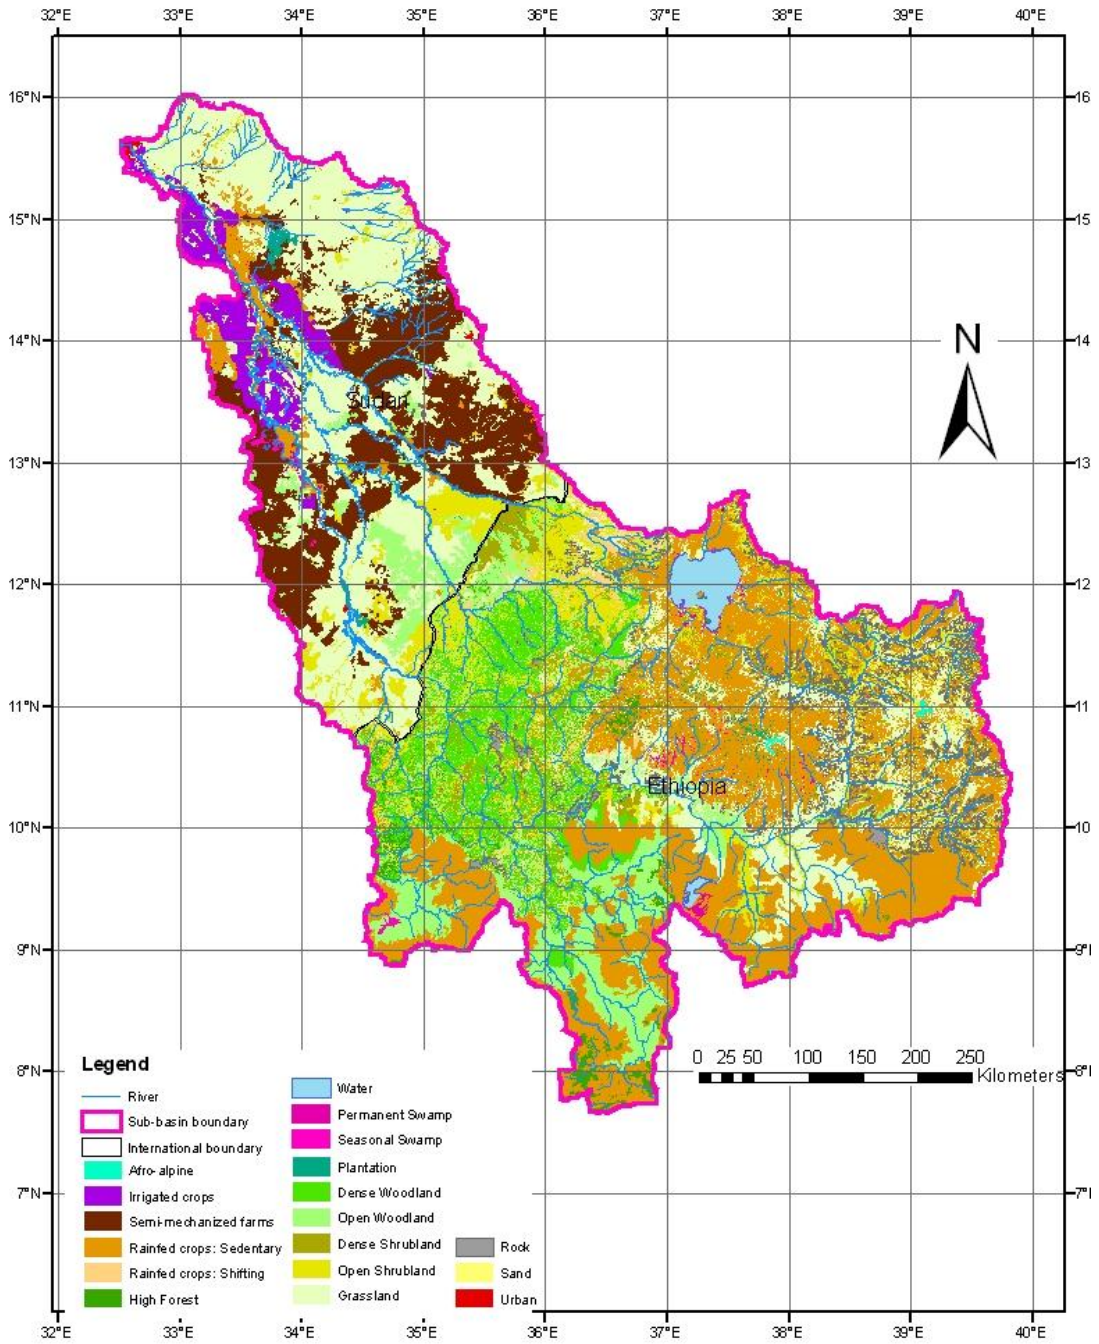 32°E 33°E 34°E 35°E 36°E 37°E 38°E 39°E 40°E
16°N 16
15°N 15
14°N 14
N
Sudan
13°N 13
12°N 12
11°N 11
Ethiopia
10°N 10
9°N 9°I
0 25 50 100 150 200 250
Kilometers
8°N 8°I
7°N 7°I
Legend
River
Sub-basin boundary
International boundary
Afro-alpine
Irrigated crops
Semi-mechanized farms
Rainfed crops: Sedentary
Rainfed crops: Shifting
High Forest
Water
Permanent Swamp
Seasonal Swamp
Plantation
Dense Woodland
Open Woodland
Dense Shrubland
Open Shrubland
Grassland
Rock
Sand
Urban
32°E 33°E 34°E 35°E 36°E 37°E 38°E 39°E 40°E